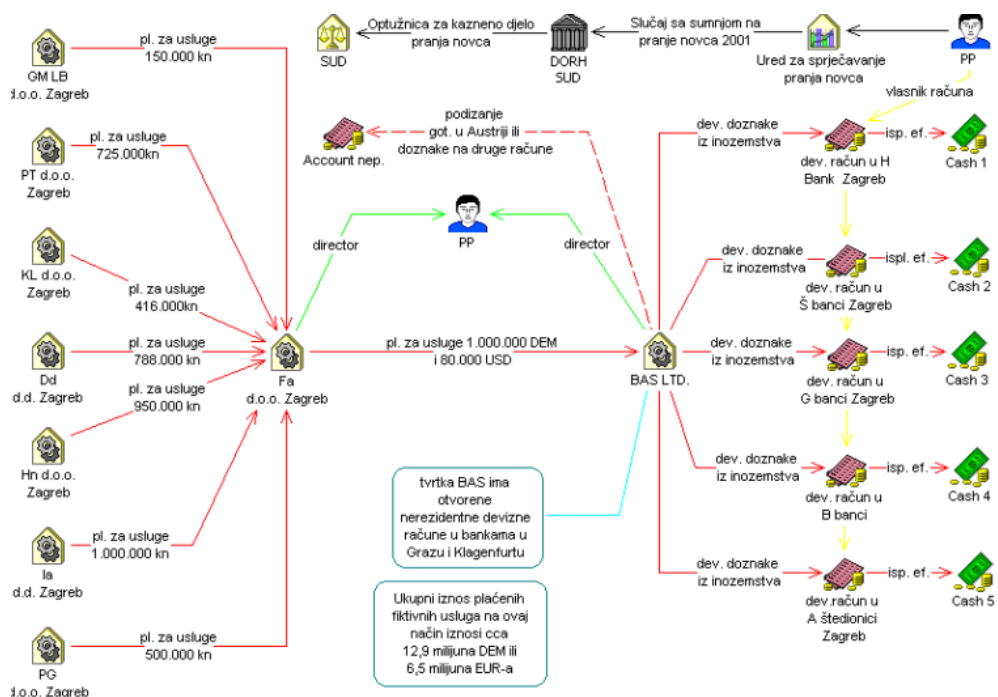 GM LB
d.o.o. Zagreb
pl. za usluge
150.000 kn
PT d.o.o.
Zagreb
pl. za usluge
725.000kn
KL d.o.o.
Zagreb
pl. za usluge
416.000kn
Dd
d.d. Zagreb
pl. za usluge
788.000 kn
Hn d.o.o.
Zagreb
pl. za usluge
950.000 kn
Ia
d.d. Zagreb
pl. za usluge
1.000.000 kn
PG
d.o.o. Zagreb
pl. za usluge
500.000 kn
Fa
d.o.o. Zagreb
SUD
Optužnica za kazneno djelo
pranja novca
DORH
SUD
Slučaj sa sumnjom na
pranje novca 2001
Ured za sprječavanje
pranja novca
PP
vlasnik računa
Account nep.
podizanje
got. u Austriji ili
doznake na druge račune
director
PP
director
pl. za usluge 1.000.000 DEM
i 80.000 USD
BAS LTD.
tvrtka BAS ima
otvorene
nerezidentne devizne
račune u bankama u
Grazu i Klagenfurtu
Ukupni iznos plaćenih
fiktivnih usluga na ovaj
način iznosi cca
12,9 milijuna DEM ili
6,5 milijuna EUR-a
dev. doznake
iz inozemstva
dev. račun u H
Bank Zagreb
isp. ef.
Cash 1
dev. doznake
iz inozemstva
dev. račun u
Š banci Zagreb
ispl. ef.
Cash 2
dev. doznake
iz inozemstva
dev. račun u
G banci Zagreb
isp. ef.
Cash 3
dev. doznake
iz inozemstva
dev. račun u
B banci
isp. ef.
Cash 4
dev. doznake
iz inozemstva
dev.račun u
A štedionici
Zagreb
isp. ef.
Cash 5